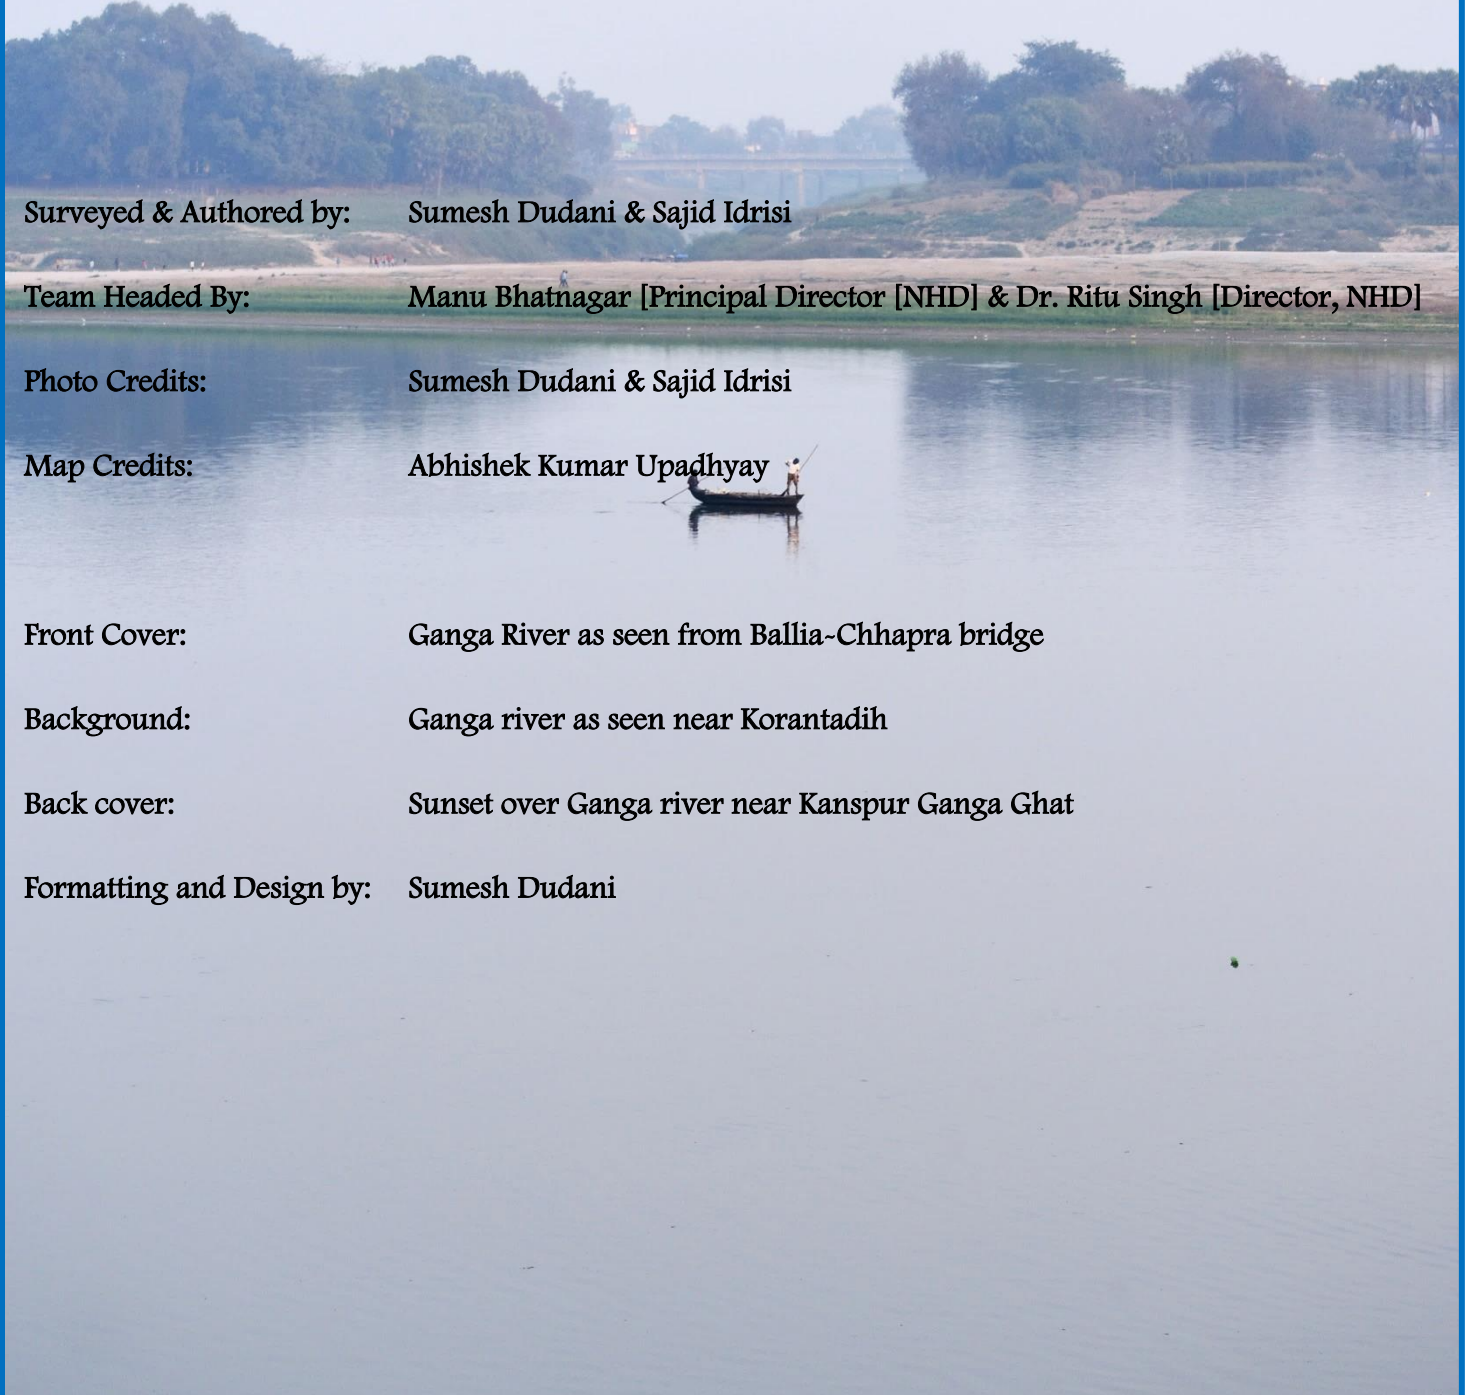 Surveyed & Authored by: Sumesh Dudani & Sajid Idrisi
Team Headed By: Manu Bhatnagar [Principal Director [NHD] & Dr. Ritu Singh [Director, NHD]
Photo Credits: Sumesh Dudani & Sajid Idrisi
Map Credits: Abhishek Kumar Upadhyay
Front Cover: Ganga River as seen from Ballia-Chhapra bridge
Background: Ganga river as seen near Korantadih
Back cover: Sunset over Ganga river near Kanspur Ganga Ghat
Formatting and Design by: Sumesh Dudani